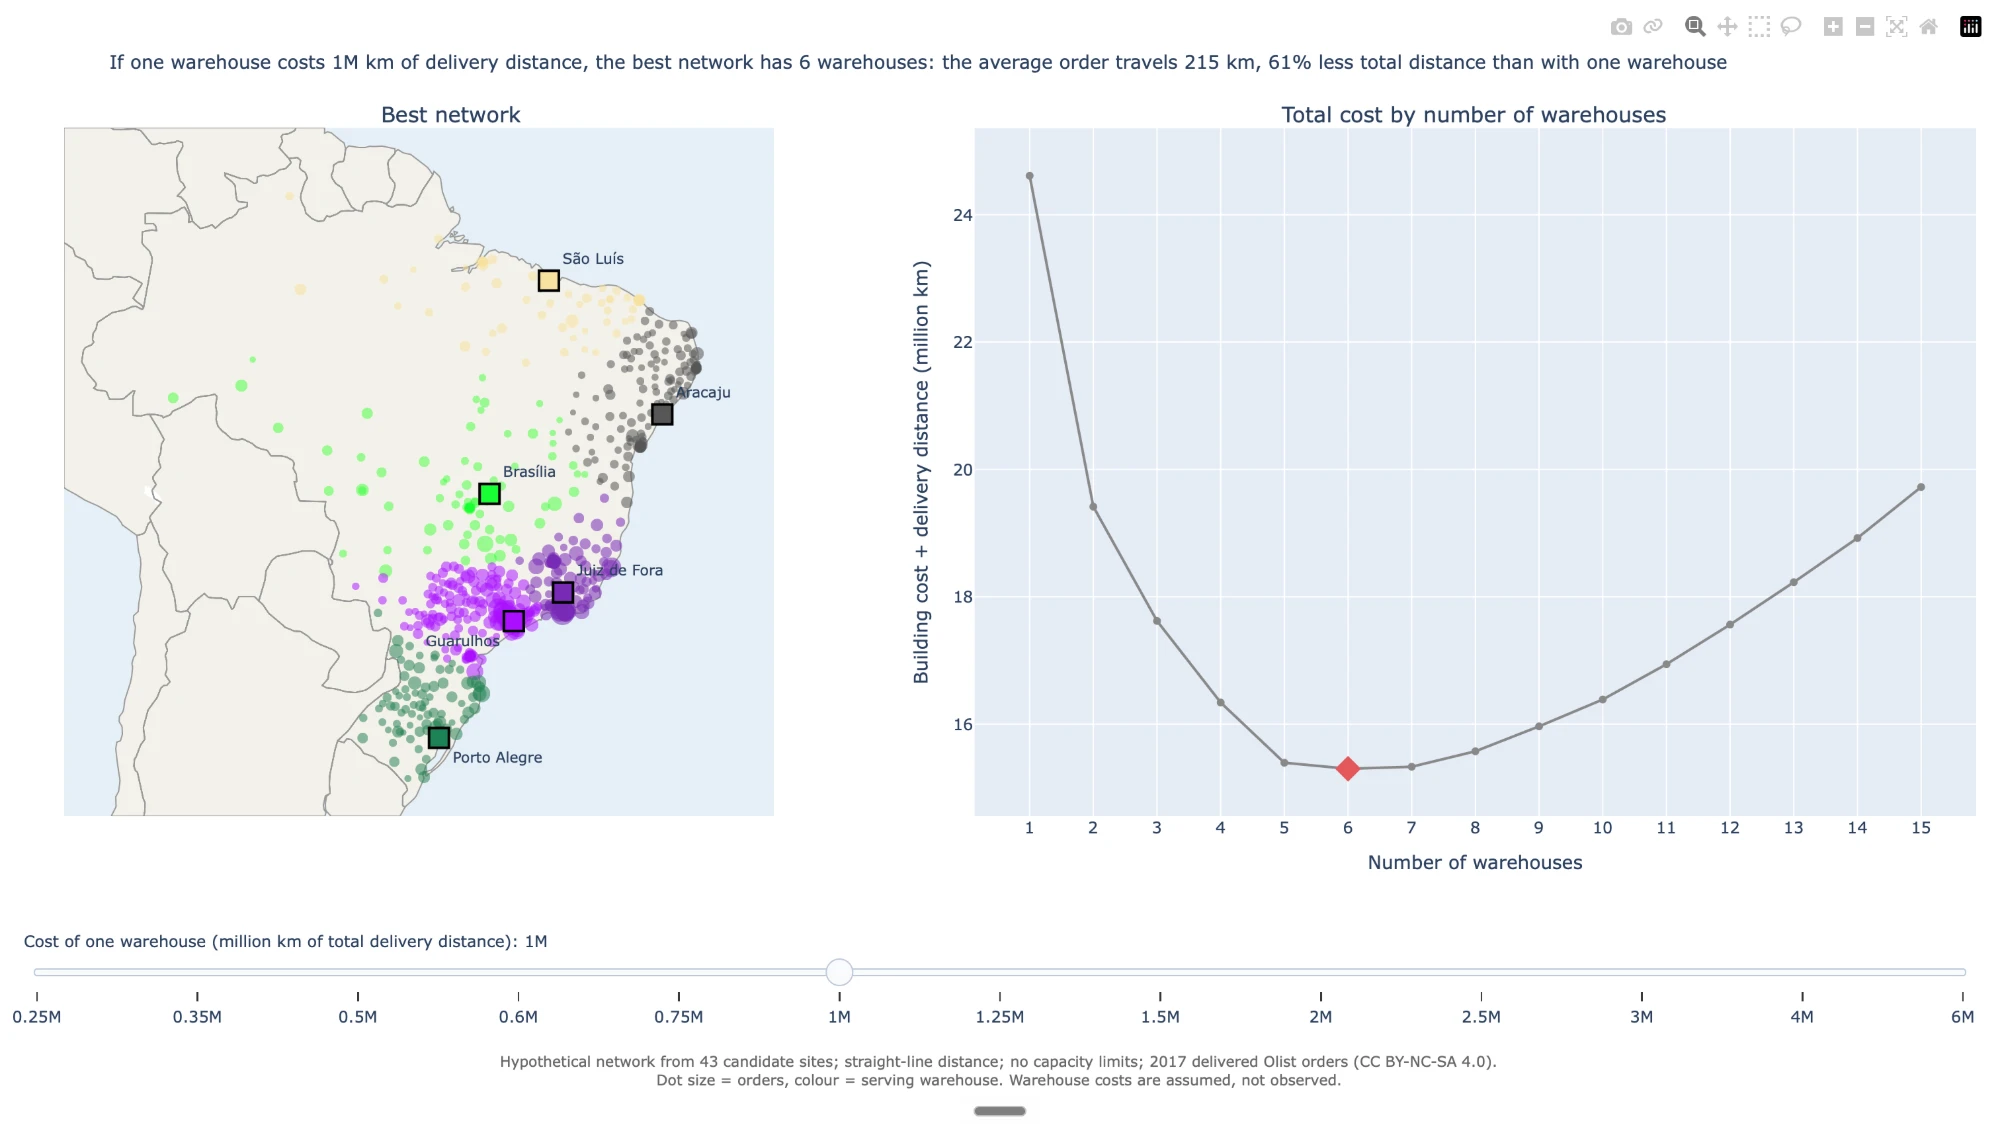 If one warehouse costs 1M km of delivery distance, the best network has 6 warehouses: the average order travels 215 km, 61% less total distance than with one warehouse
Best network
São Luís
Aracaju
Brasília
Juiz de Fora
Guarulhos
Porto Alegre
Total cost by number of warehouses
Building cost + delivery distance (million km)
24
22
20
18
16
1 2 3 4 5 6 7 8 9 10 11 12 13 14 15
Number of warehouses
Cost of one warehouse (million km of total delivery distance): 1M
0.25M 0.35M 0.5M 0.6M 0.75M 1M 1.25M 1.5M 2M 2.5M 3M 4M 6M
Hypothetical network from 43 candidate sites; straight-line distance; no capacity limits; 2017 delivered Olist orders (CC BY-NC-SA 4.0).
Dot size = orders, colour = serving warehouse. Warehouse costs are assumed, not observed.